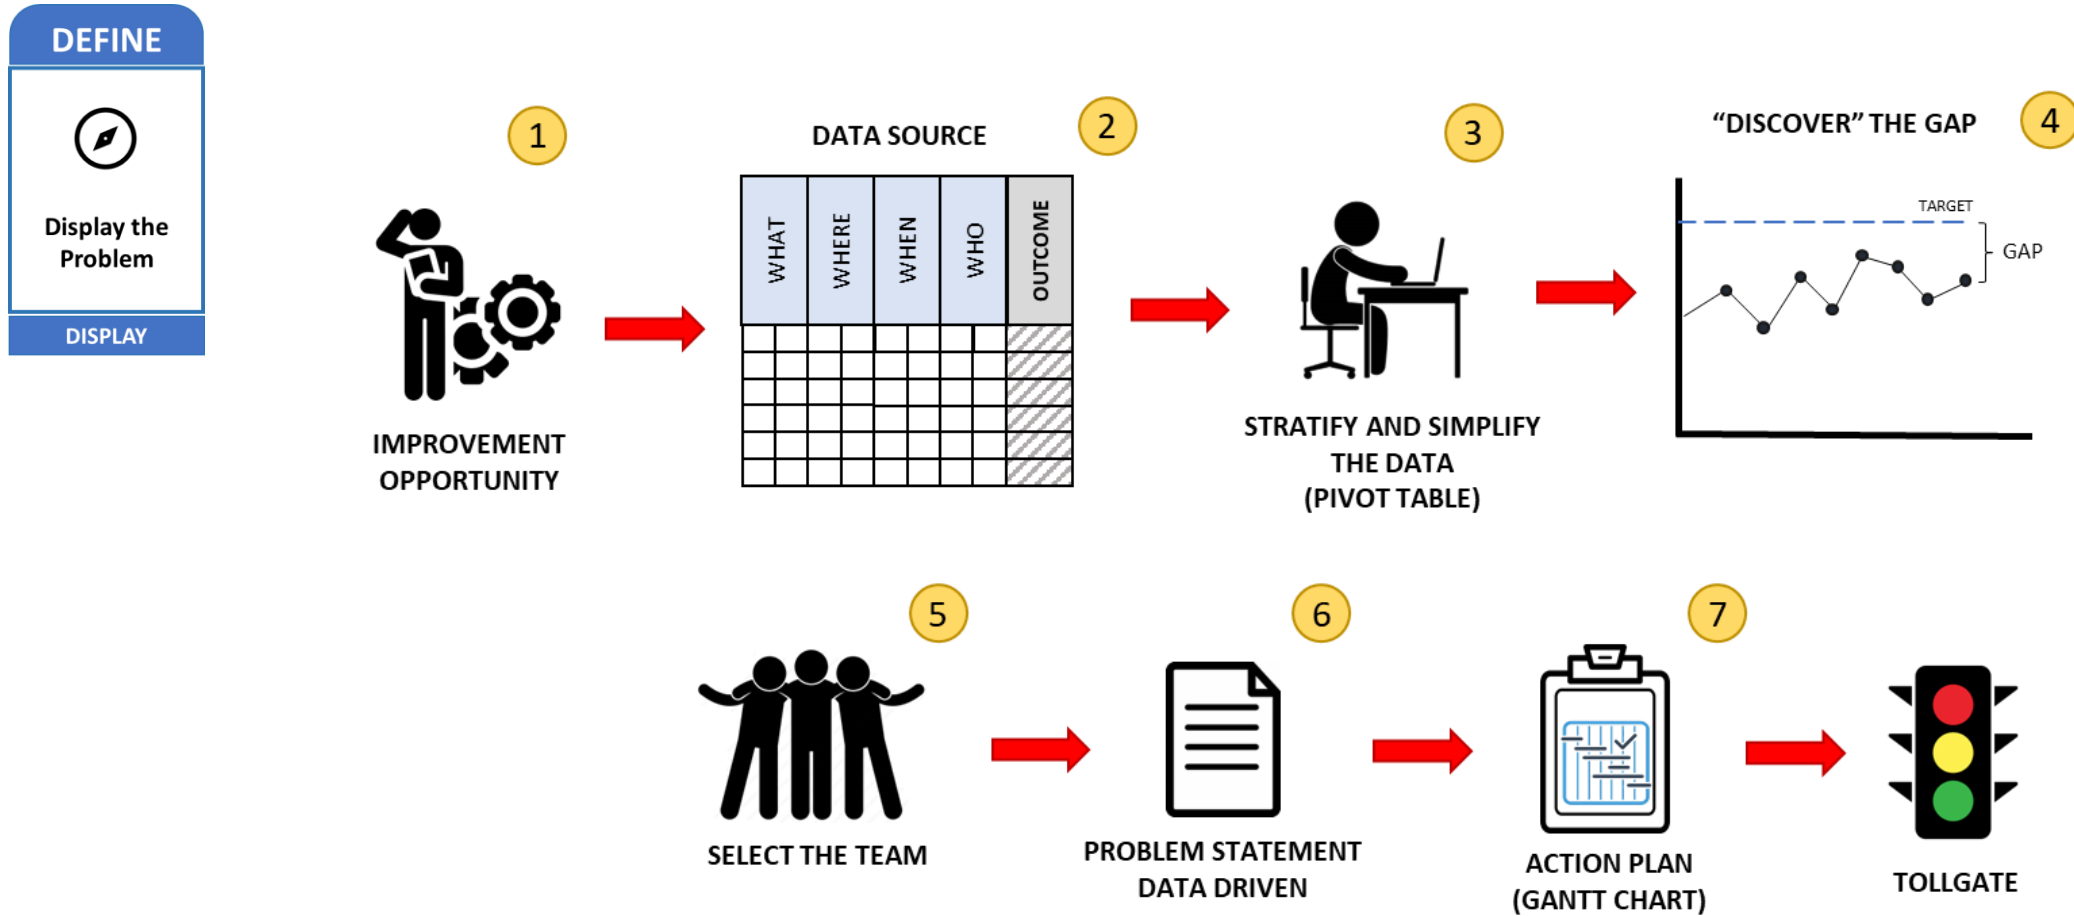 DEFINE
Display the
Problem
DISPLAY
1
IMPROVEMENT
OPPORTUNITY
DATA SOURCE
2
WHAT
WHERE
WHEN
WHO
OUTCOME
3
STRATIFY AND SIMPLIFY
THE DATA
(PIVOT TABLE)
“DISCOVER” THE GAP
4
TARGET
GAP
5
SELECT THE TEAM
6
PROBLEM STATEMENT
DATA DRIVEN
7
ACTION PLAN
(GANTT CHART)
TOLLGATE